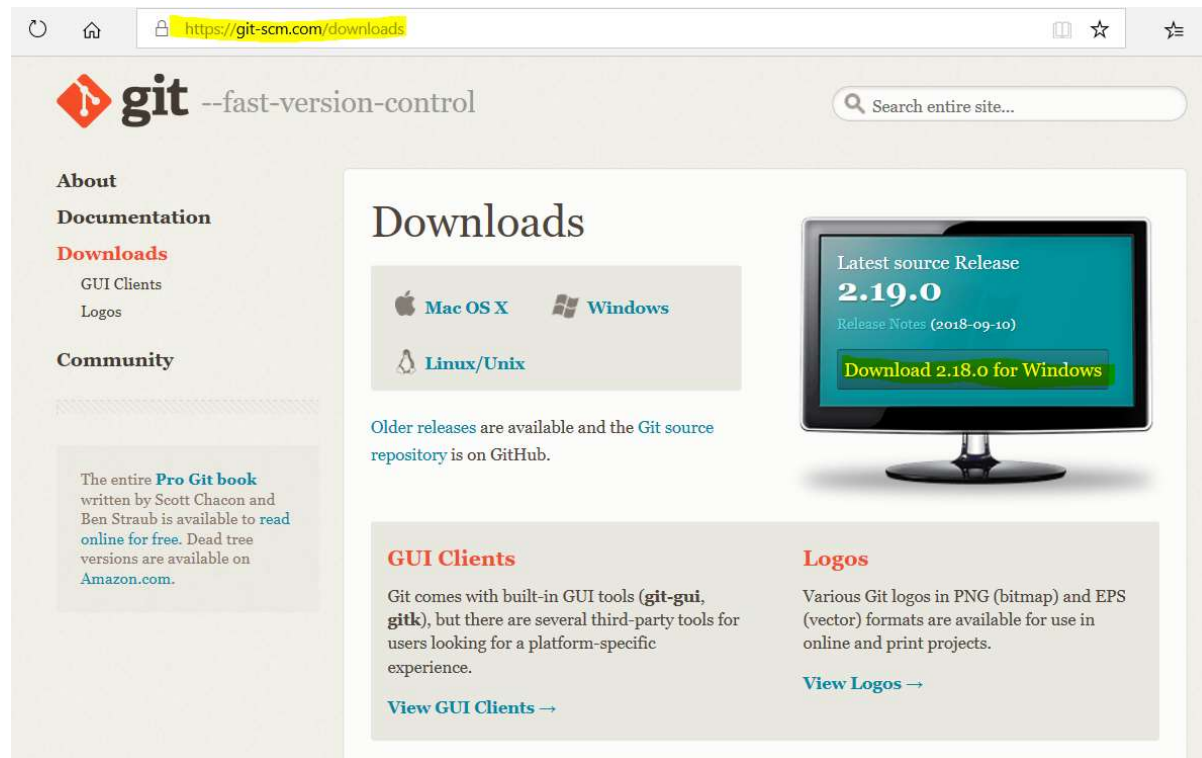 https://git-scm.com/downloads
git --fast-version-control
Search entire site...
About
Documentation
Downloads
GUI Clients
Logos
Community
The entire Pro Git book
written by Scott Chacon and
Ben Straub is available to read
online for free. Dead tree
versions are available on
Amazon.com.
Downloads
Mac OS X
Windows
Linux/Unix
Older releases are available and the Git source
repository is on GitHub.
Latest source Release
2.19.0
Release Notes (2018-09-10)
Download 2.18.0 for Windows
GUI Clients
Git comes with built-in GUI tools (git-gui,
gitk), but there are several third-party tools for
users looking for a platform-specific
experience.
View GUI Clients →
Logos
Various Git logos in PNG (bitmap) and EPS
(vector) formats are available for use in
online and print projects.
View Logos →